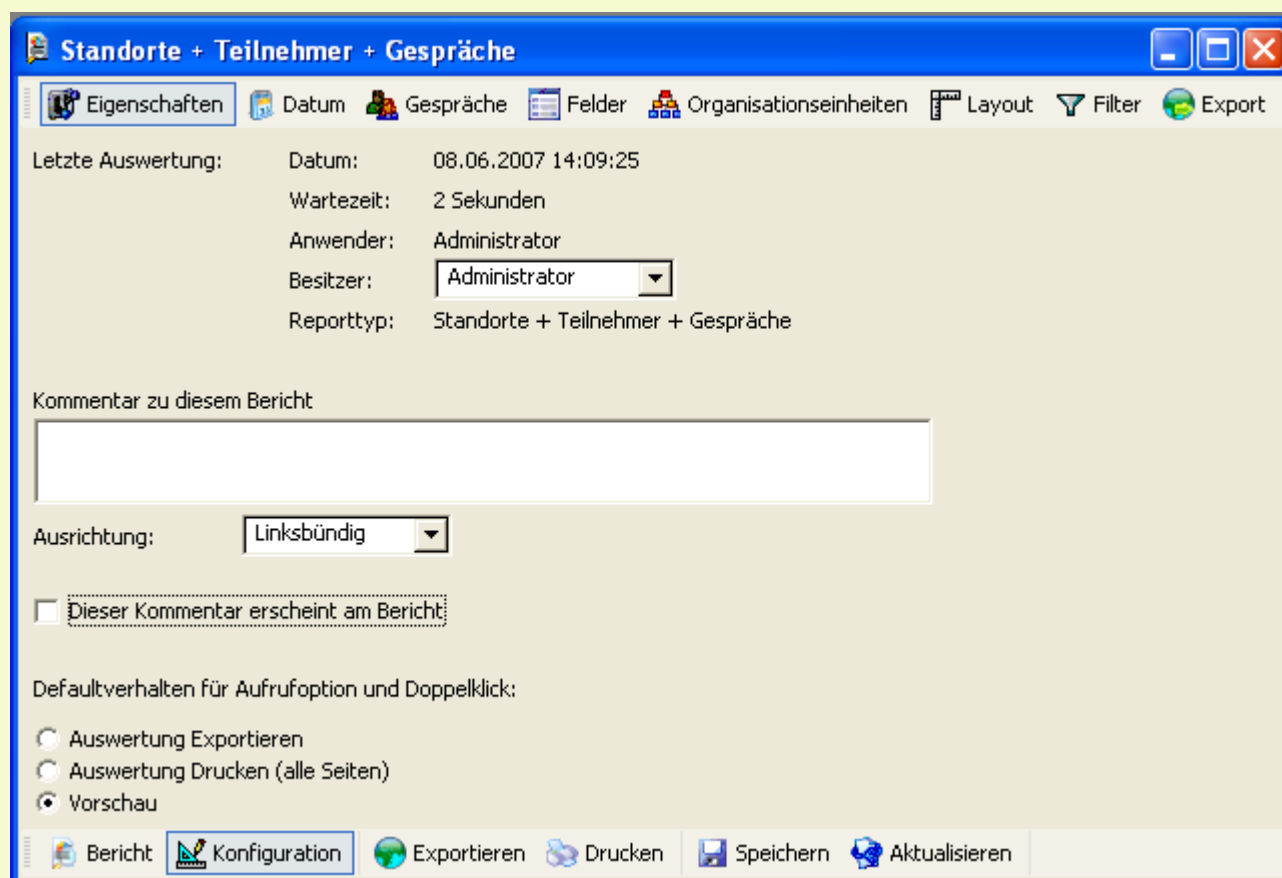 Standorte + Teilnehmer + Gespräche
Eigenschaften Datum Gespräche Felder Organisationseinheiten Layout Filter Export
Letzte Auswertung: Datum: 08.06.2007 14:09:25
Wartezeit: 2 Sekunden
Anwender: Administrator
Besitzer: Administrator
Reporttyp: Standorte + Teilnehmer + Gespräche
Kommentar zu diesem Bericht
Ausrichtung: Linksbündig
Dieser Kommentar erscheint am Bericht
Defaultverhalten für Aufrufoption und Doppelklick:
Auswertung Exportieren
Auswertung Drucken (alle Seiten)
Vorschau
Bericht Konfiguration Exportieren Drucken Speichern Aktualisieren